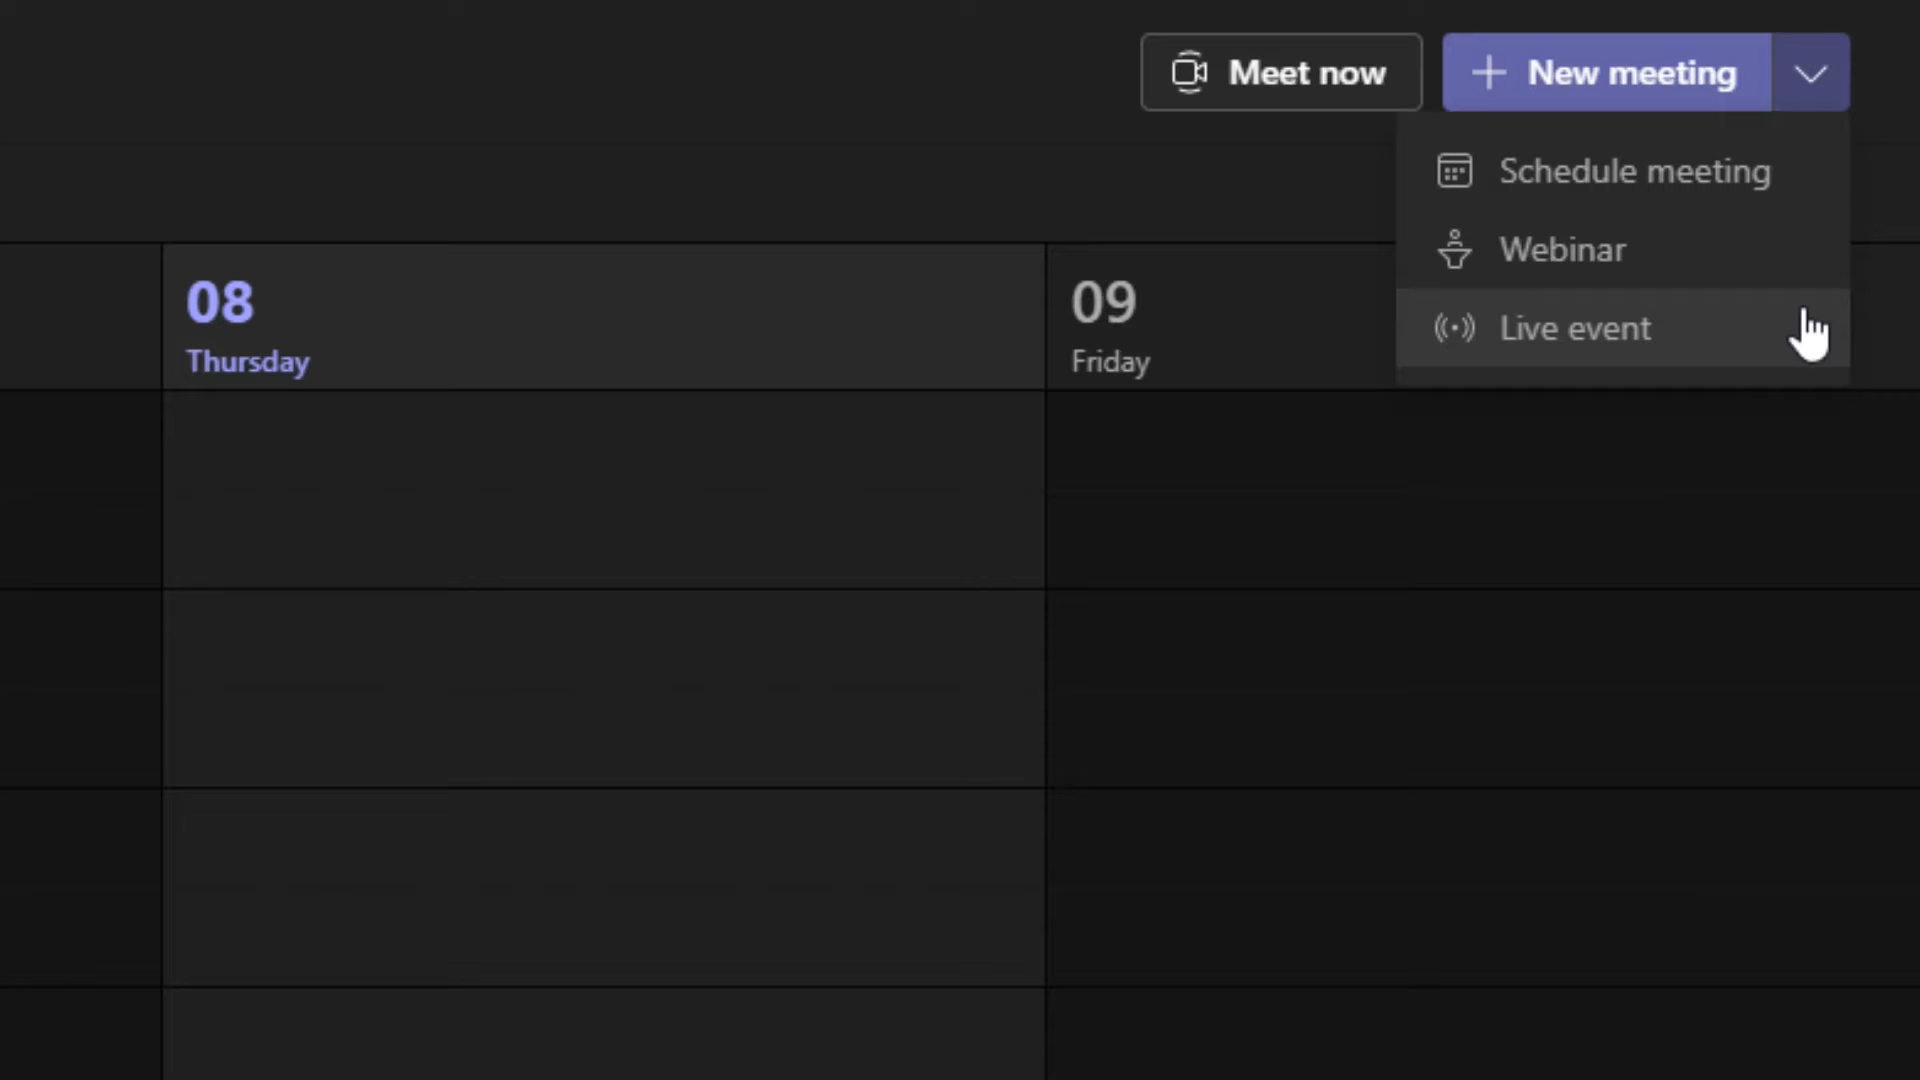 Meet now
New meeting
Schedule meeting
Webinar
Live event
08
Thursday
09
Friday